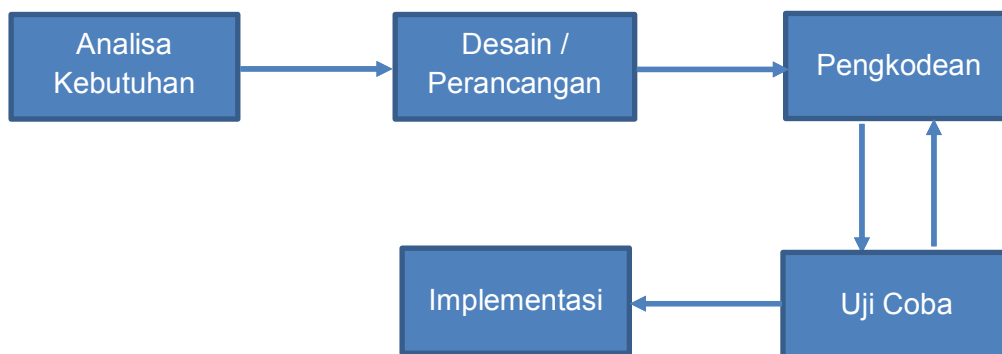 Analisa
Kebutuhan
Desain /
Perancangan
Pengkodean
Implementasi
Uji Coba